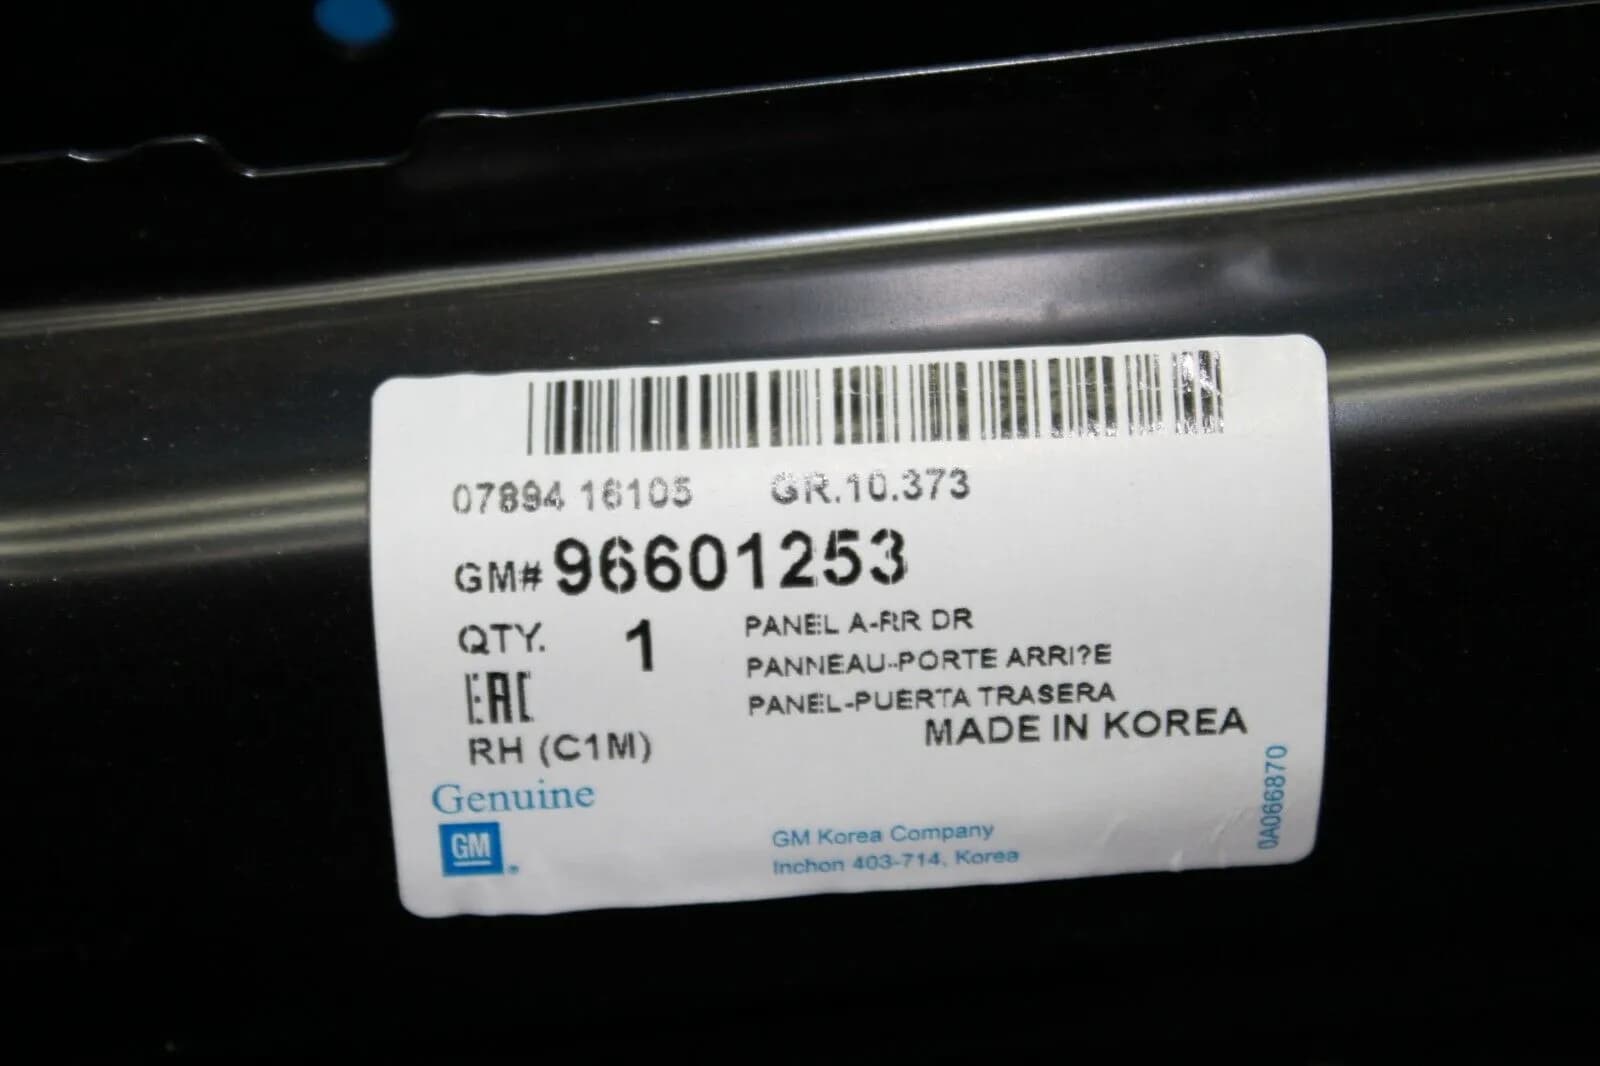 07894 16105 GR.10.373
GM# 96601253
QTY. 1
PANEL A-RR DR
PANNEAU-PORTE ARRI?E
PANEL-PUERTA TRASERA
EAC
MADE IN KOREA
RH (C1M)
Genuine
GM
GM Korea Company
Inchon 403-714, Korea
0A066870